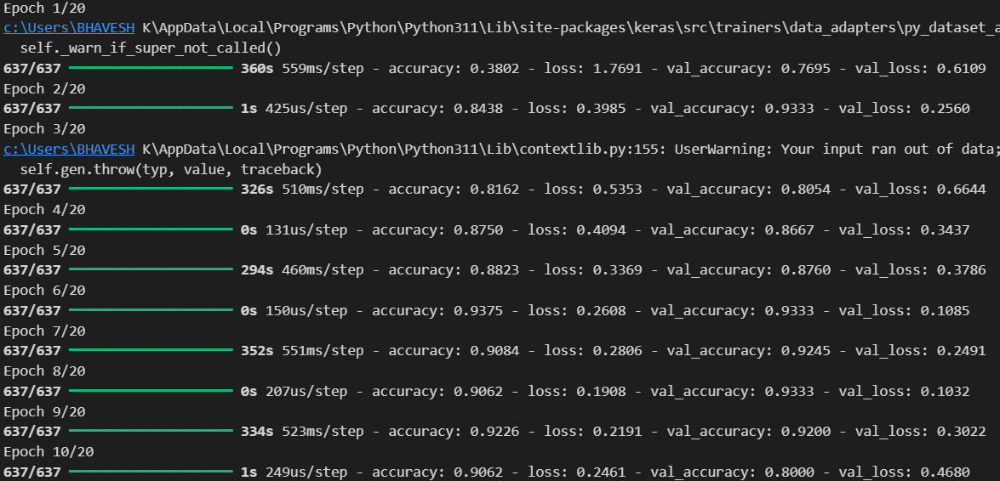 Epoch 1/20
c:\Users\BHAVESH K\AppData\Local\Programs\Python\Python311\Lib\site-packages\keras\src\trainers\data_adapters\py_dataset_a
self._warn_if_super_not_called()
637/637 ━━━━━━━━━━━━━━━━━━━━ 360s 559ms/step - accuracy: 0.3802 - loss: 1.7691 - val_accuracy: 0.7695 - val_loss: 0.6109
Epoch 2/20
637/637 ━━━━━━━━━━━━━━━━━━━━ 1s 425us/step - accuracy: 0.8438 - loss: 0.3985 - val_accuracy: 0.9333 - val_loss: 0.2560
Epoch 3/20
c:\Users\BHAVESH K\AppData\Local\Programs\Python\Python311\Lib\contextlib.py:155: UserWarning: Your input ran out of data;
self.gen.throw(typ, value, traceback)
637/637 ━━━━━━━━━━━━━━━━━━━━ 326s 510ms/step - accuracy: 0.8162 - loss: 0.5353 - val_accuracy: 0.8054 - val_loss: 0.6644
Epoch 4/20
637/637 ━━━━━━━━━━━━━━━━━━━━ 0s 131us/step - accuracy: 0.8750 - loss: 0.4094 - val_accuracy: 0.8667 - val_loss: 0.3437
Epoch 5/20
637/637 ━━━━━━━━━━━━━━━━━━━━ 294s 460ms/step - accuracy: 0.8823 - loss: 0.3369 - val_accuracy: 0.8760 - val_loss: 0.3786
Epoch 6/20
637/637 ━━━━━━━━━━━━━━━━━━━━ 0s 150us/step - accuracy: 0.9375 - loss: 0.2608 - val_accuracy: 0.9333 - val_loss: 0.1085
Epoch 7/20
637/637 ━━━━━━━━━━━━━━━━━━━━ 352s 551ms/step - accuracy: 0.9084 - loss: 0.2806 - val_accuracy: 0.9245 - val_loss: 0.2491
Epoch 8/20
637/637 ━━━━━━━━━━━━━━━━━━━━ 0s 207us/step - accuracy: 0.9062 - loss: 0.1908 - val_accuracy: 0.9333 - val_loss: 0.1032
Epoch 9/20
637/637 ━━━━━━━━━━━━━━━━━━━━ 334s 523ms/step - accuracy: 0.9226 - loss: 0.2191 - val_accuracy: 0.9200 - val_loss: 0.3022
Epoch 10/20
637/637 ━━━━━━━━━━━━━━━━━━━━ 1s 249us/step - accuracy: 0.9062 - loss: 0.2461 - val_accuracy: 0.8000 - val_loss: 0.4680